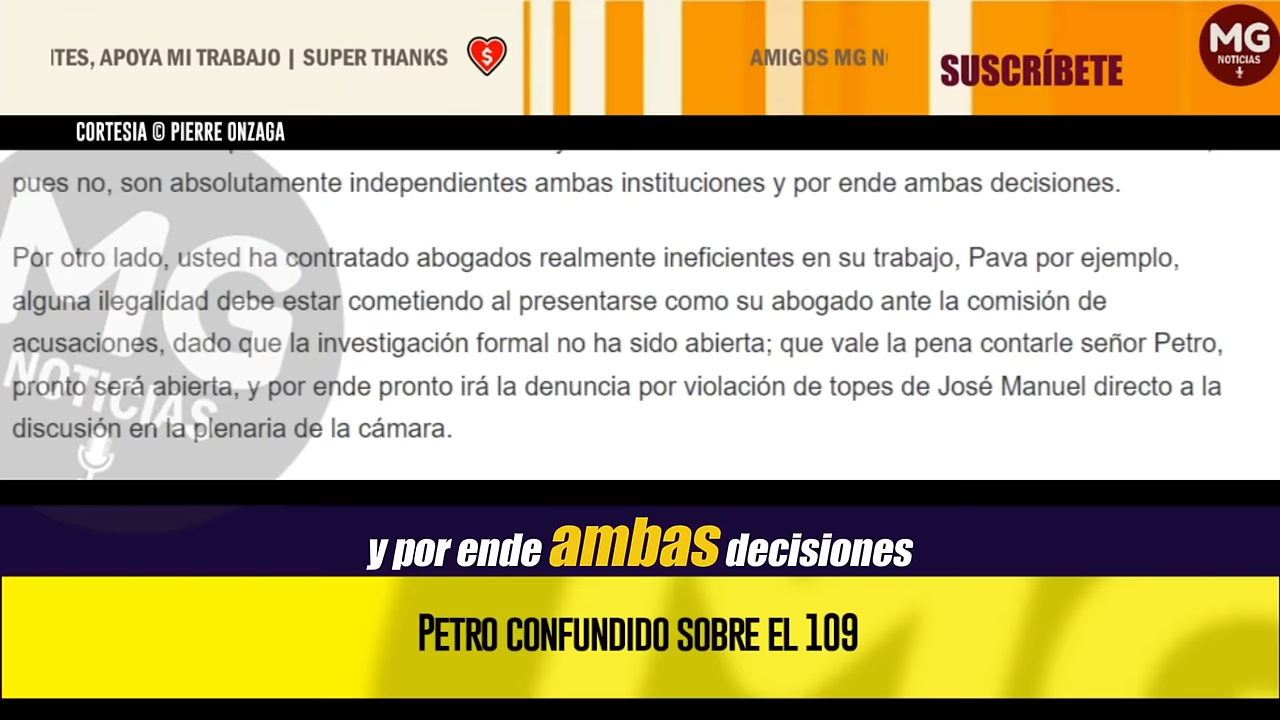 ITES, APOYA MI TRABAJO | SUPER THANKS
AMIGOS MG N
SUSCRÍBETE
MG
NOTICIAS
CORTESIA © PIERRE ONZAGA
pues no, son absolutamente independientes ambas instituciones y por ende ambas decisiones.
Por otro lado, usted ha contratado abogados realmente ineficientes en su trabajo, Pava por ejemplo,
alguna ilegalidad debe estar cometiendo al presentarse como su abogado ante la comisión de
acusaciones, dado que la investigación formal no ha sido abierta; que vale la pena contarle señor Petro,
pronto será abierta, y por ende pronto irá la denuncia por violación de topes de José Manuel directo a la
discusión en la plenaria de la cámara.
MG
NOTICIAS
y por ende ambas decisiones
PETRO CONFUNDIDO SOBRE EL 109